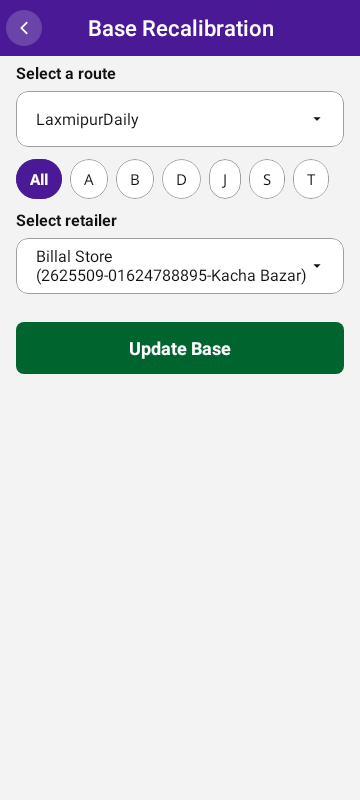 Base Recalibration
Select a route
LaxmipurDaily
All A B D J S T
Select retailer
Billal Store
(2625509-01624788895-Kacha Bazar)
Update Base